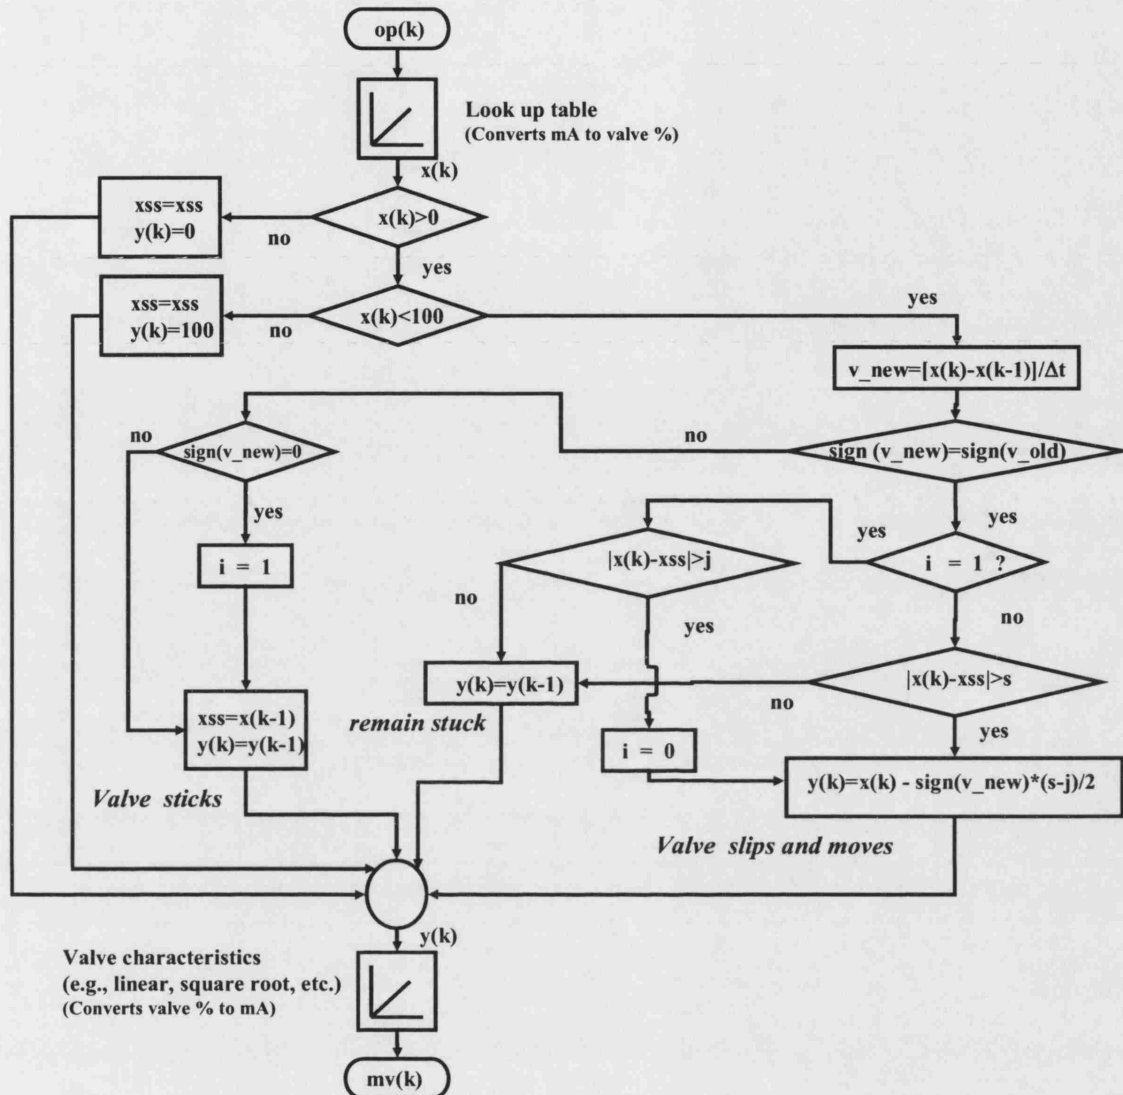 op(k)
Look up table
(Converts mA to valve %)
x(k)
xss=xss
y(k)=0
no
x(k)>0
yes
xss=xss
y(k)=100
no
x(k)<100
yes
v_new=[x(k)-x(k-1)]/Δt
no
sign(v_new)=0
no
sign (v_new)=sign(v_old)
yes
yes
yes
i = 1
|x(k)-xss|>j
i = 1 ?
no
yes
no
y(k)=y(k-1)
|x(k)-xss|>s
no
remain stuck
yes
xss=x(k-1)
y(k)=y(k-1)
i = 0
y(k)=x(k) - sign(v_new)*(s-j)/2
Valve sticks
Valve slips and moves
y(k)
Valve characteristics
(e.g., linear, square root, etc.)
(Converts valve % to mA)
mv(k)